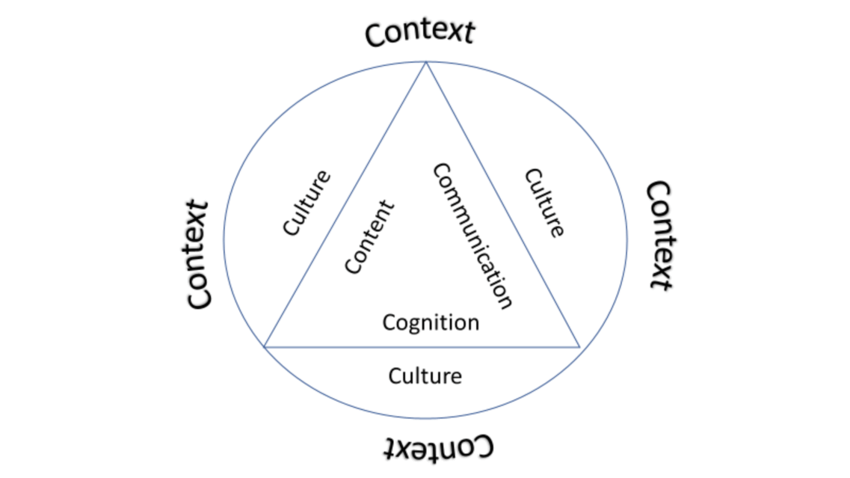 Context
Culture
Culture
Communication
Content
Context
Context
Cognition
Culture
Context